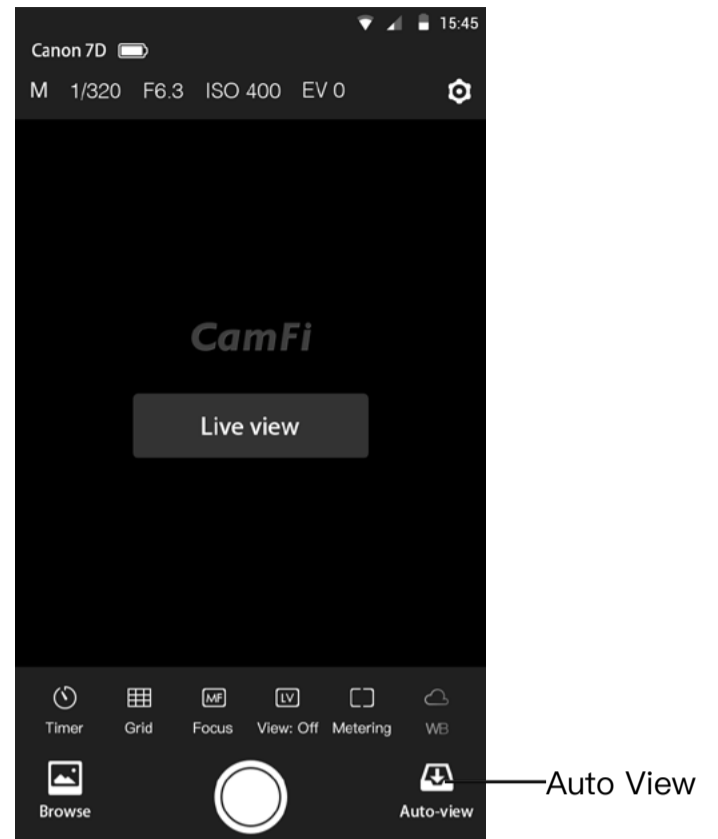 15:45
Canon 7D
M 1/320 F6.3 ISO 400 EV 0
CamFi
Live view
MF LV
Timer Grid Focus View: Off Metering WB
Browse Auto-view
Auto View